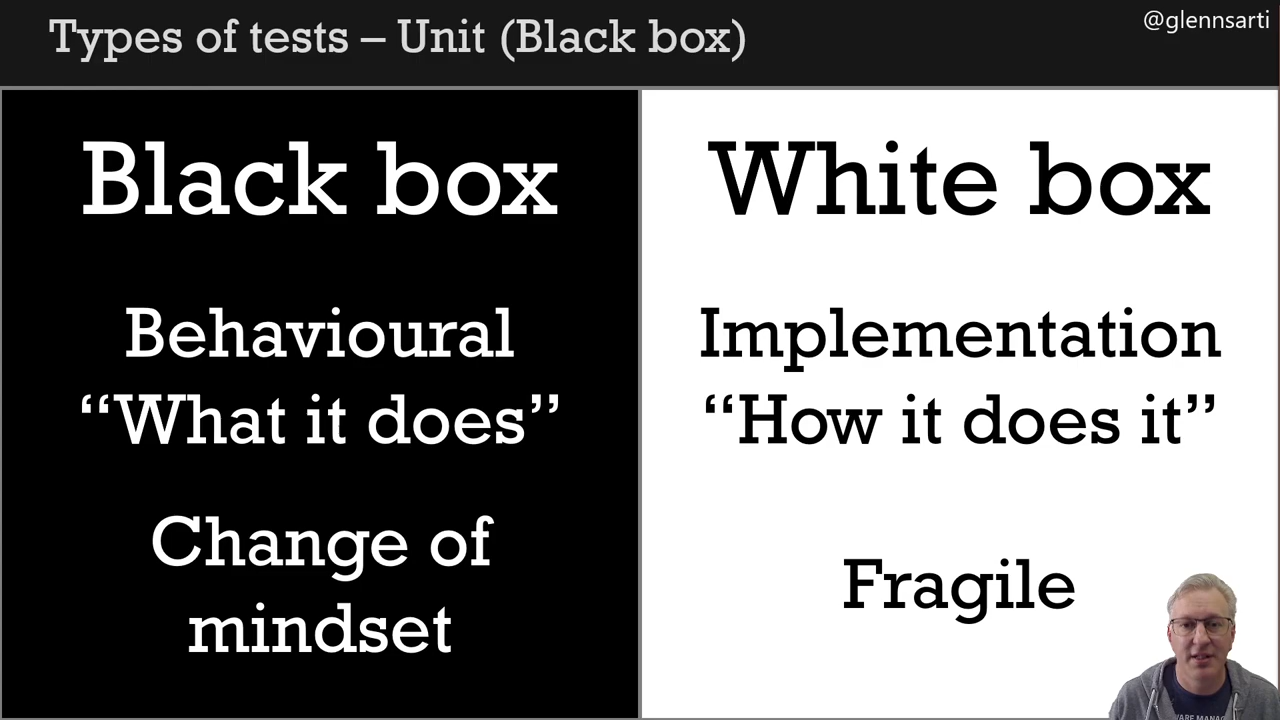 Types of tests – Unit (Black box)
@glennsarti
Black box
Behavioural
“What it does”
Change of
mindset
White box
Implementation
“How it does it”
Fragile